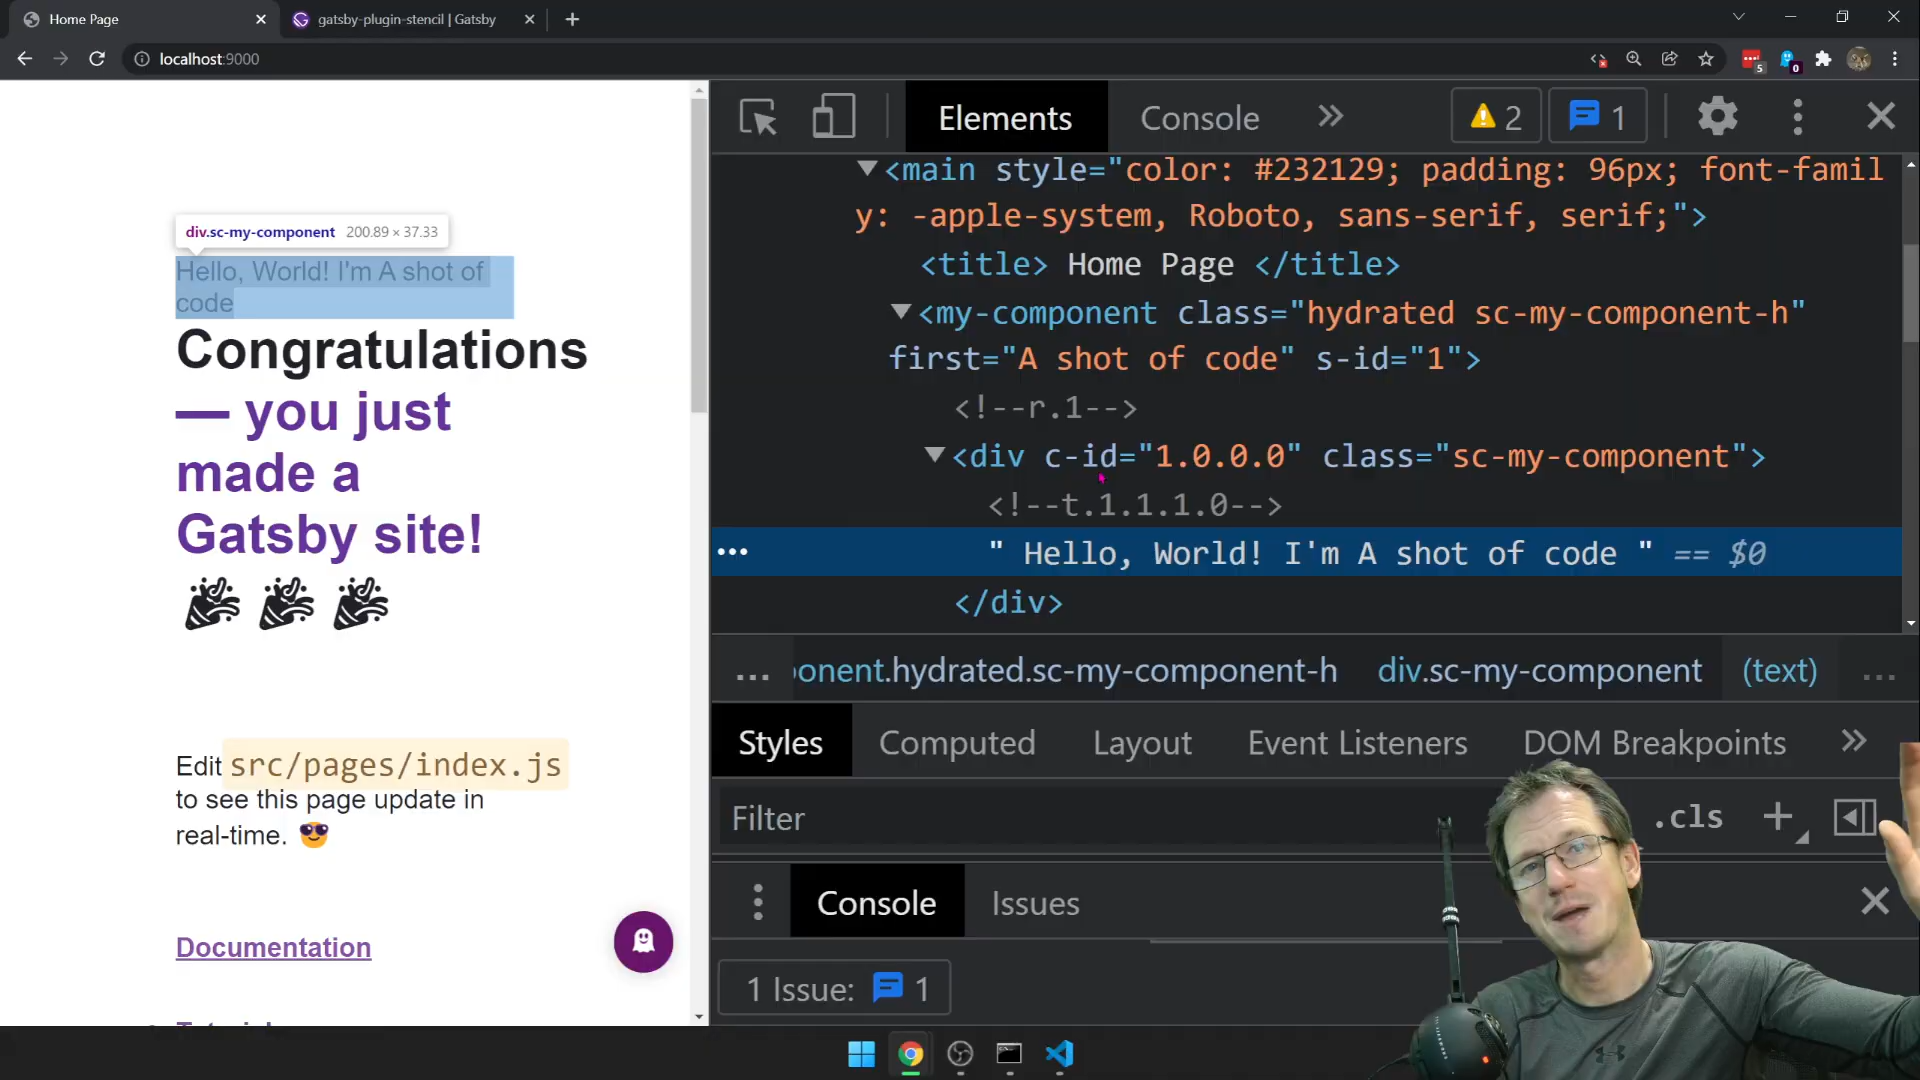 Home Page
gatsby-plugin-stencil | Gatsby
localhost:9000
5
0
div.sc-my-component 200.89 × 37.33
Hello, World! I'm A shot of
code
Congratulations
— you just
made a
Gatsby site!
Edit src/pages/index.js
to see this page update in
real-time. 😎
Documentation
Elements
Console
2
1
<main style="color: #232129; padding: 96px; font-famil
y: -apple-system, Roboto, sans-serif, serif;">
<title> Home Page </title>
<my-component class="hydrated sc-my-component-h"
first="A shot of code" s-id="1">
<!--r.1-->
<div c-id="1.0.0.0" class="sc-my-component">
<!--t.1.1.1.0-->
" Hello, World! I'm A shot of code " == $0
</div>
... ponent.hydrated.sc-my-component-h div.sc-my-component (text) ...
Styles Computed Layout Event Listeners DOM Breakpoints
Filter
.cls
Console Issues
1 Issue: 1